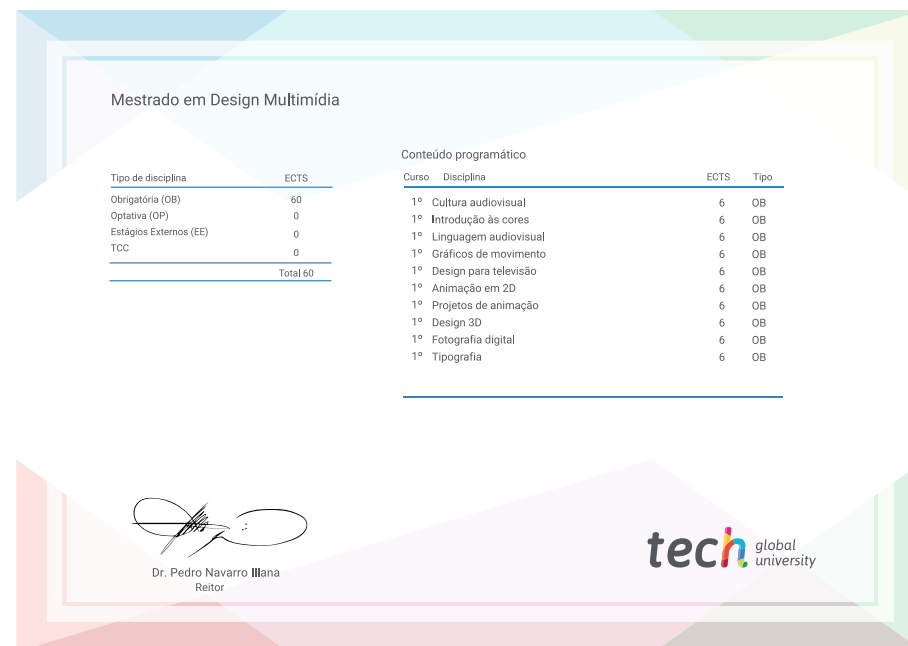 Mestrado em Design Multimídia
Tipo de disciplina ECTS
Obrigatória (OB) 60
Optativa (OP) 0
Estágios Externos (EE) 0
TCC 0
Total 60
Conteúdo programático
Curso Disciplina ECTS Tipo
1º Cultura audiovisual 6 OB
1º Introdução às cores 6 OB
1º Linguagem audiovisual 6 OB
1º Gráficos de movimento 6 OB
1º Design para televisão 6 OB
1º Animação em 2D 6 OB
1º Projetos de animação 6 OB
1º Design 3D 6 OB
1º Fotografia digital 6 OB
1º Tipografia 6 OB
Dr. Pedro Navarro Illana
Reitor
tech global
university